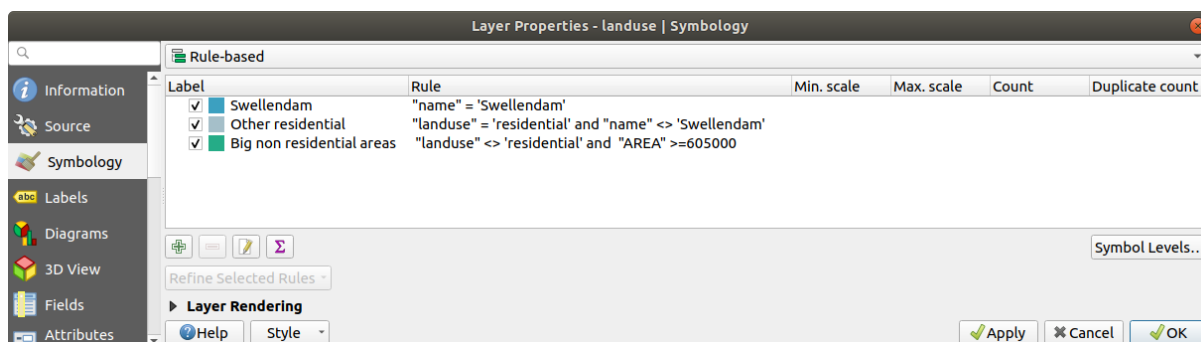 Layer Properties - landuse | Symbology
Rule-based
Information
Source
Symbology
abc Labels
Diagrams
3D View
Fields
Attributes
Label Rule Min. scale Max. scale Count Duplicate count
Swellendam "name" = 'Swellendam'
Other residential "landuse" = 'residential' and "name" <> 'Swellendam'
Big non residential areas "landuse" <> 'residential' and "AREA" >=605000
Σ
Symbol Levels…
Refine Selected Rules
Layer Rendering
Help Style Apply Cancel OK